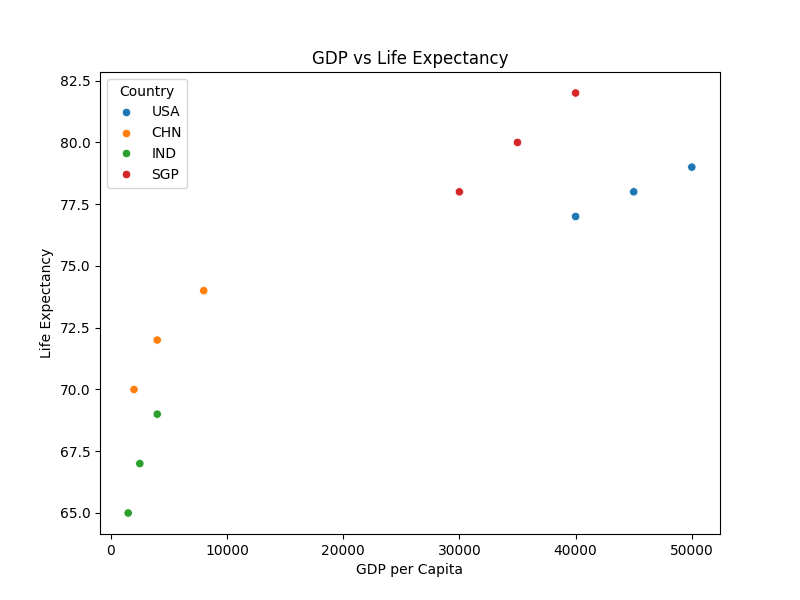 GDP vs Life Expectancy
Country
USA
CHN
IND
SGP
82.5
80.0
77.5
75.0
72.5
70.0
67.5
65.0
Life Expectancy
0 10000 20000 30000 40000 50000
GDP per Capita